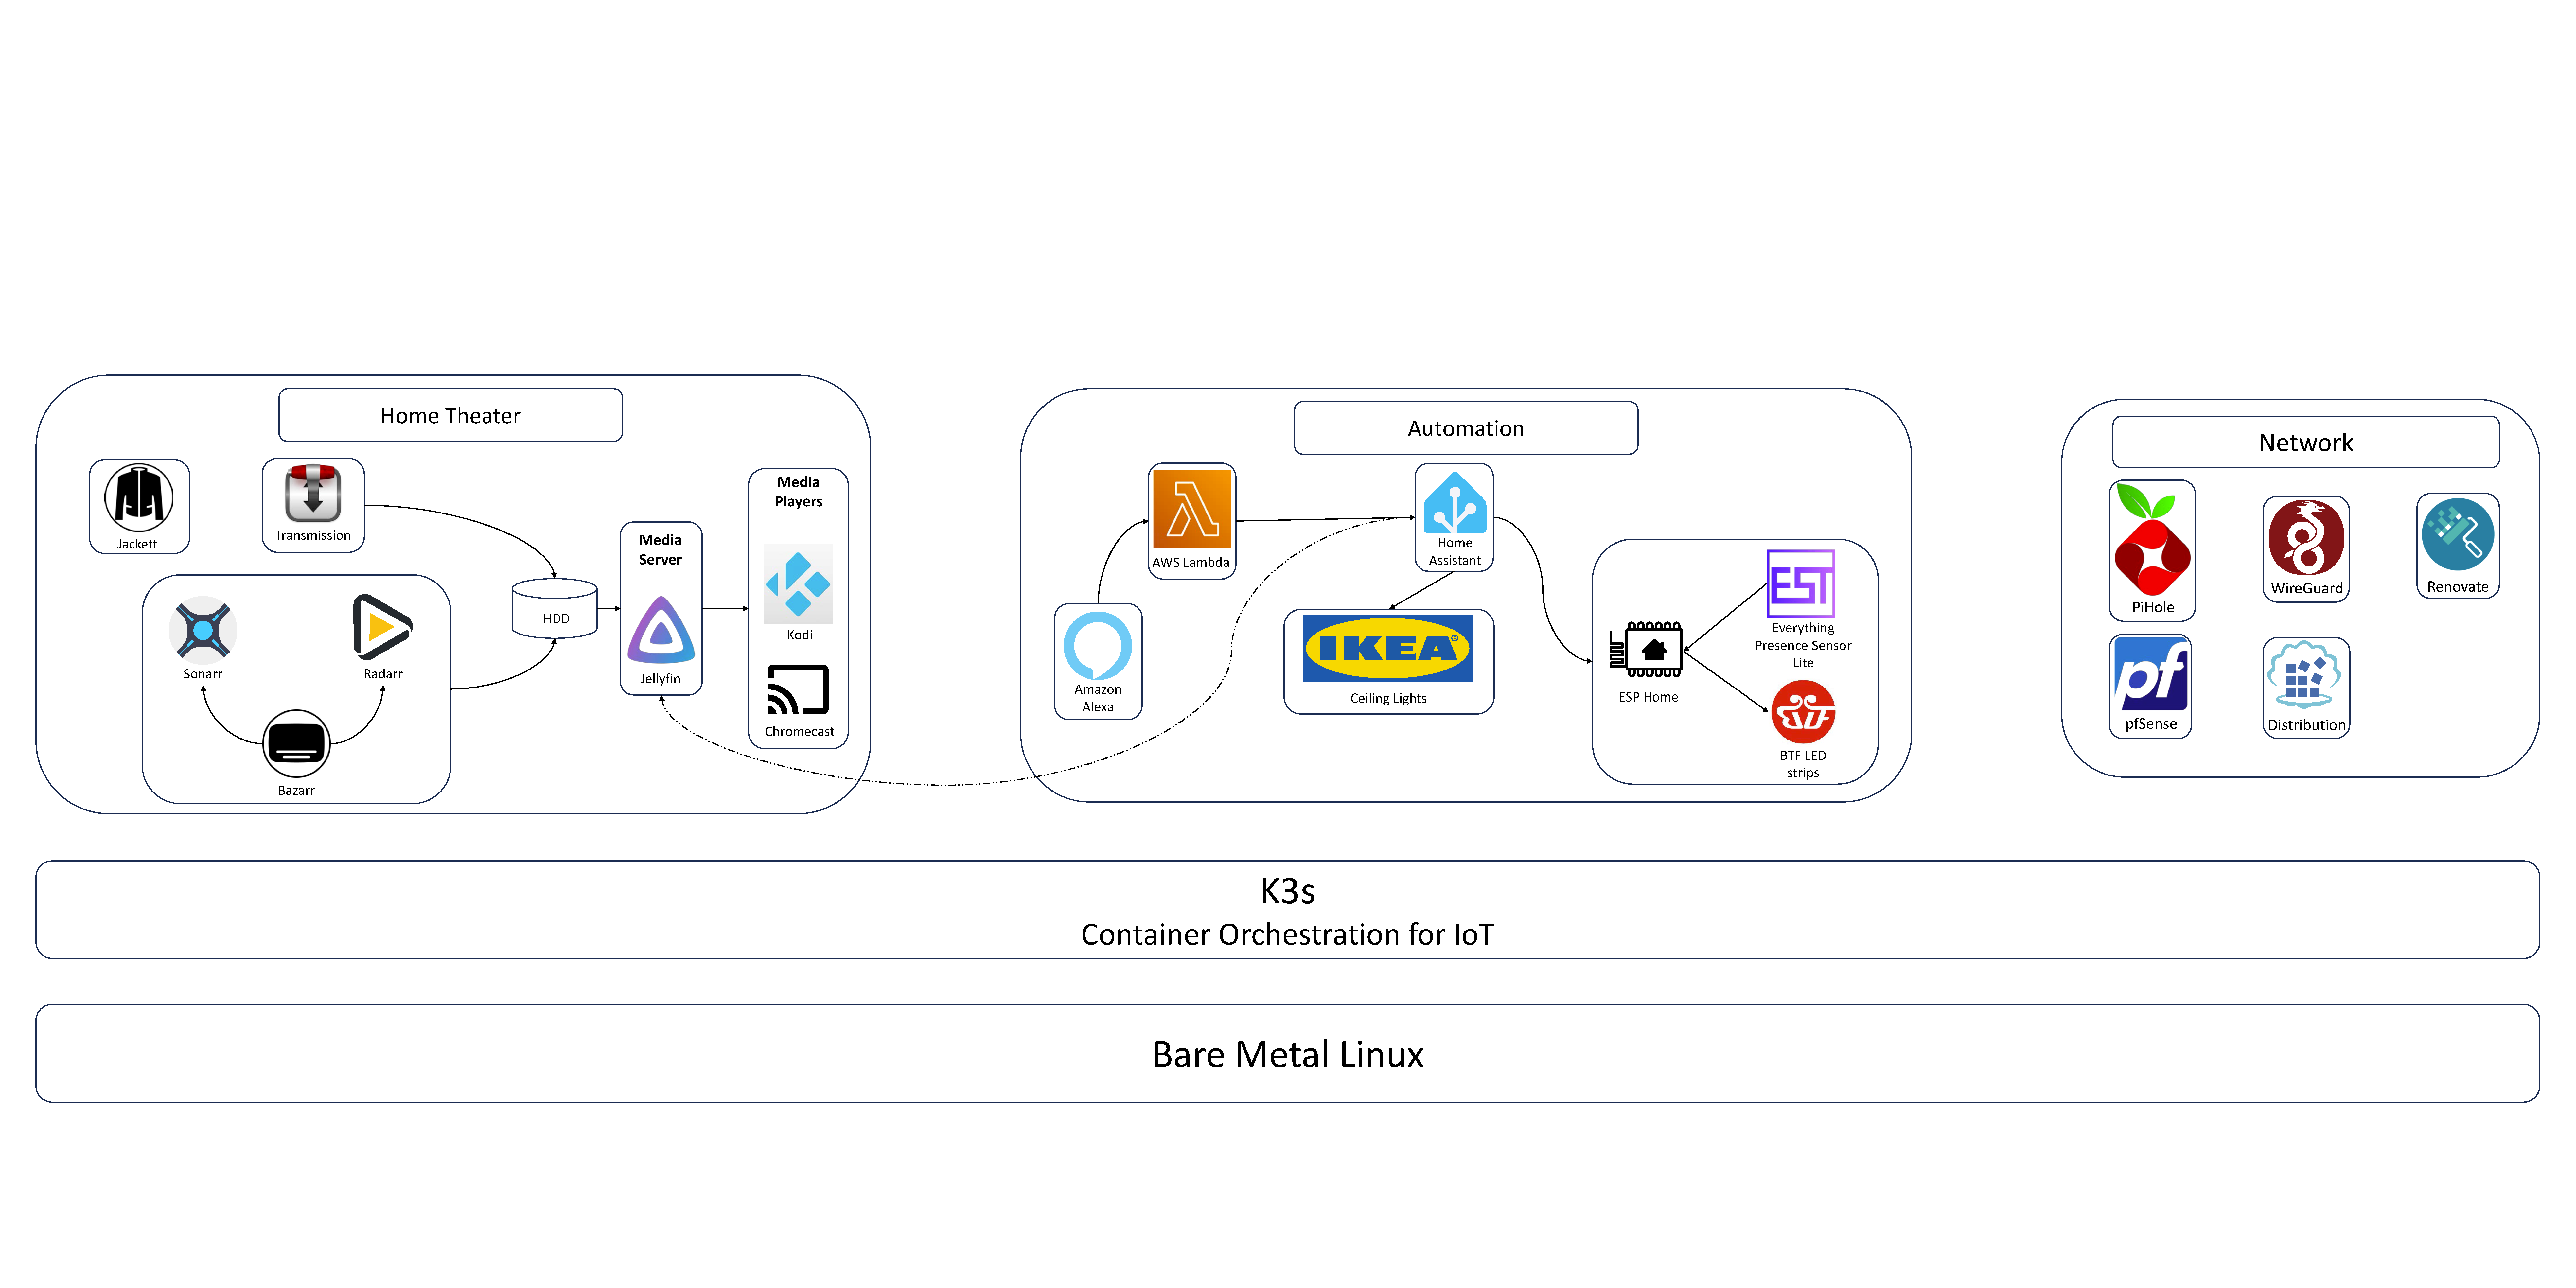 Home Theater
Jackett
Transmission
Sonarr
Radarr
Bazarr
HDD
Media
Server
Jellyfin
Media
Players
Kodi
Chromecast
Automation
AWS Lambda
Home
Assistant
Amazon
Alexa
IKEA
Ceiling Lights
ESP Home
EST
Everything
Presence Sensor
Lite
BTF
BTF LED
strips
Network
PiHole
WireGuard
Renovate
pf
pfSense
Distribution
K3s
Container Orchestration for IoT
Bare Metal Linux